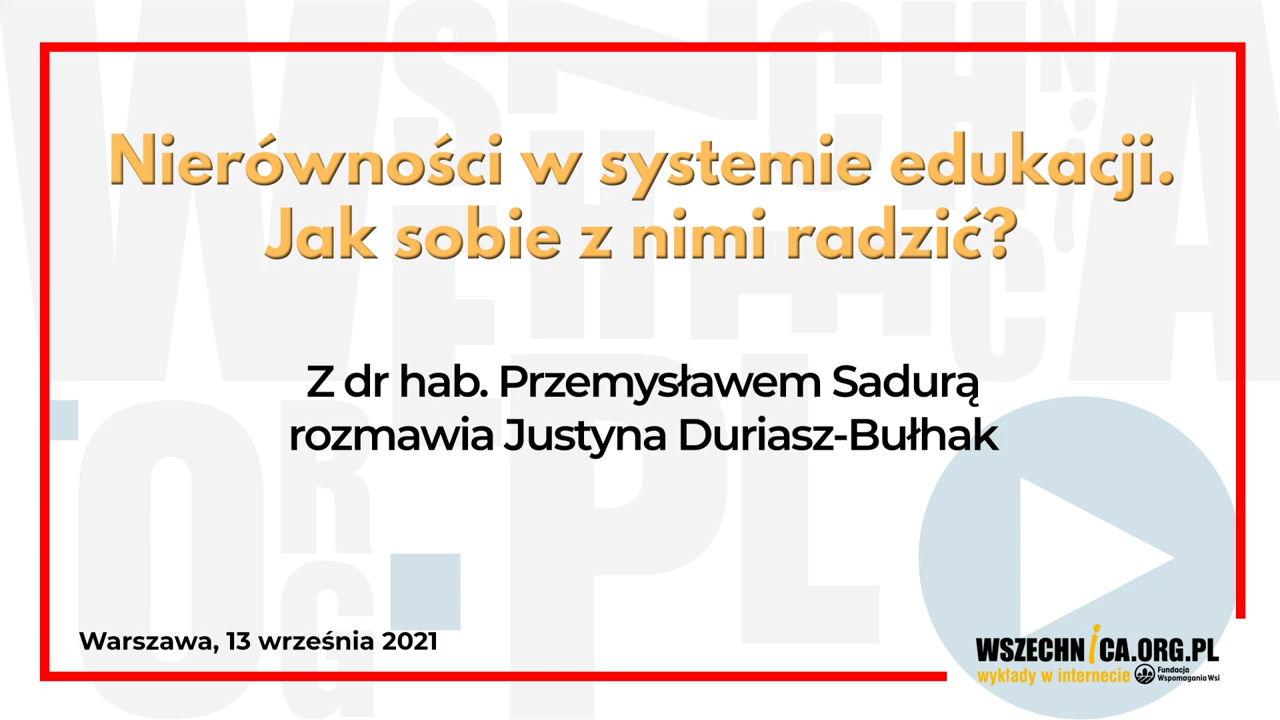 Nierówności w systemie edukacji.
Jak sobie z nimi radzić?
Z dr hab. Przemysławem Sadurą
rozmawia Justyna Duriasz-Bułhak
Warszawa, 13 września 2021
WSZECHNiCA.ORG.PL
wykłady w internecie
Fundacja
Wspomagania Wsi